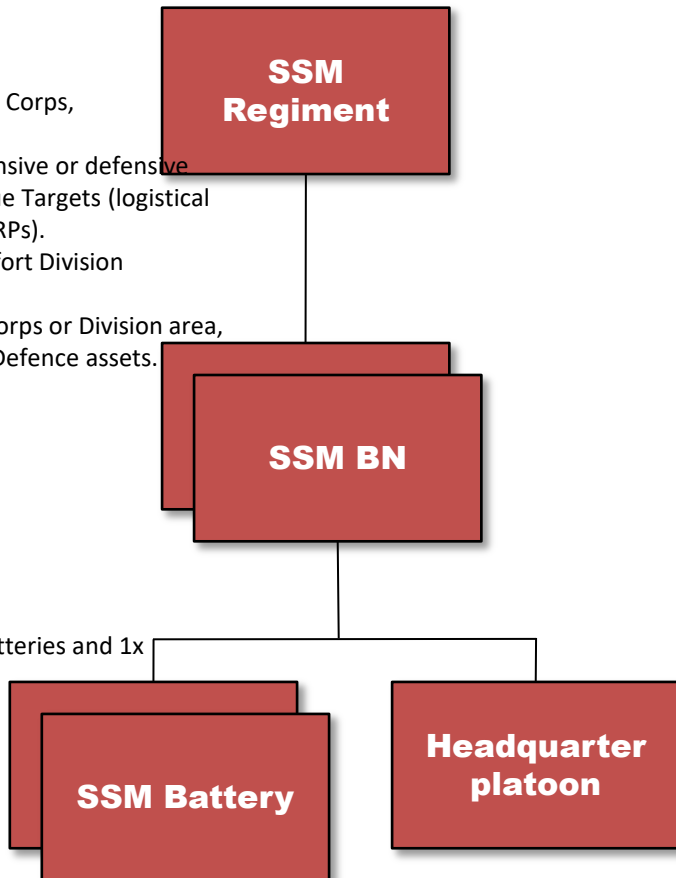 SSM
Regiment
Corps,
nsive or defensive
ue Targets (logistical
RPs).
fort Division
orps or Division area,
Defence assets.
SSM BN
tteries and 1x
SSM Battery
Headquarter
platoon